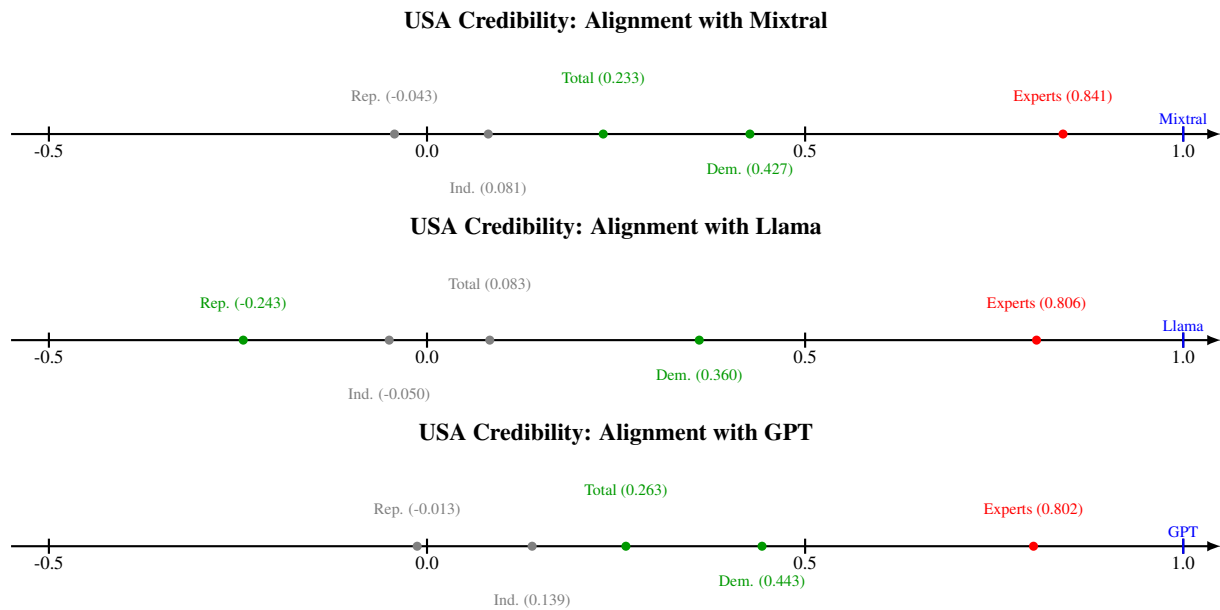 USA Credibility: Alignment with Mixtral
Total (0.233)
Rep. (-0.043)
Experts (0.841)
Mixtral
-0.5
0.0
0.5
1.0
Dem. (0.427)
Ind. (0.081)
USA Credibility: Alignment with Llama
Total (0.083)
Rep. (-0.243)
Experts (0.806)
Llama
-0.5
0.0
0.5
1.0
Dem. (0.360)
Ind. (-0.050)
USA Credibility: Alignment with GPT
Total (0.263)
Rep. (-0.013)
Experts (0.802)
GPT
-0.5
0.0
0.5
1.0
Dem. (0.443)
Ind. (0.139)